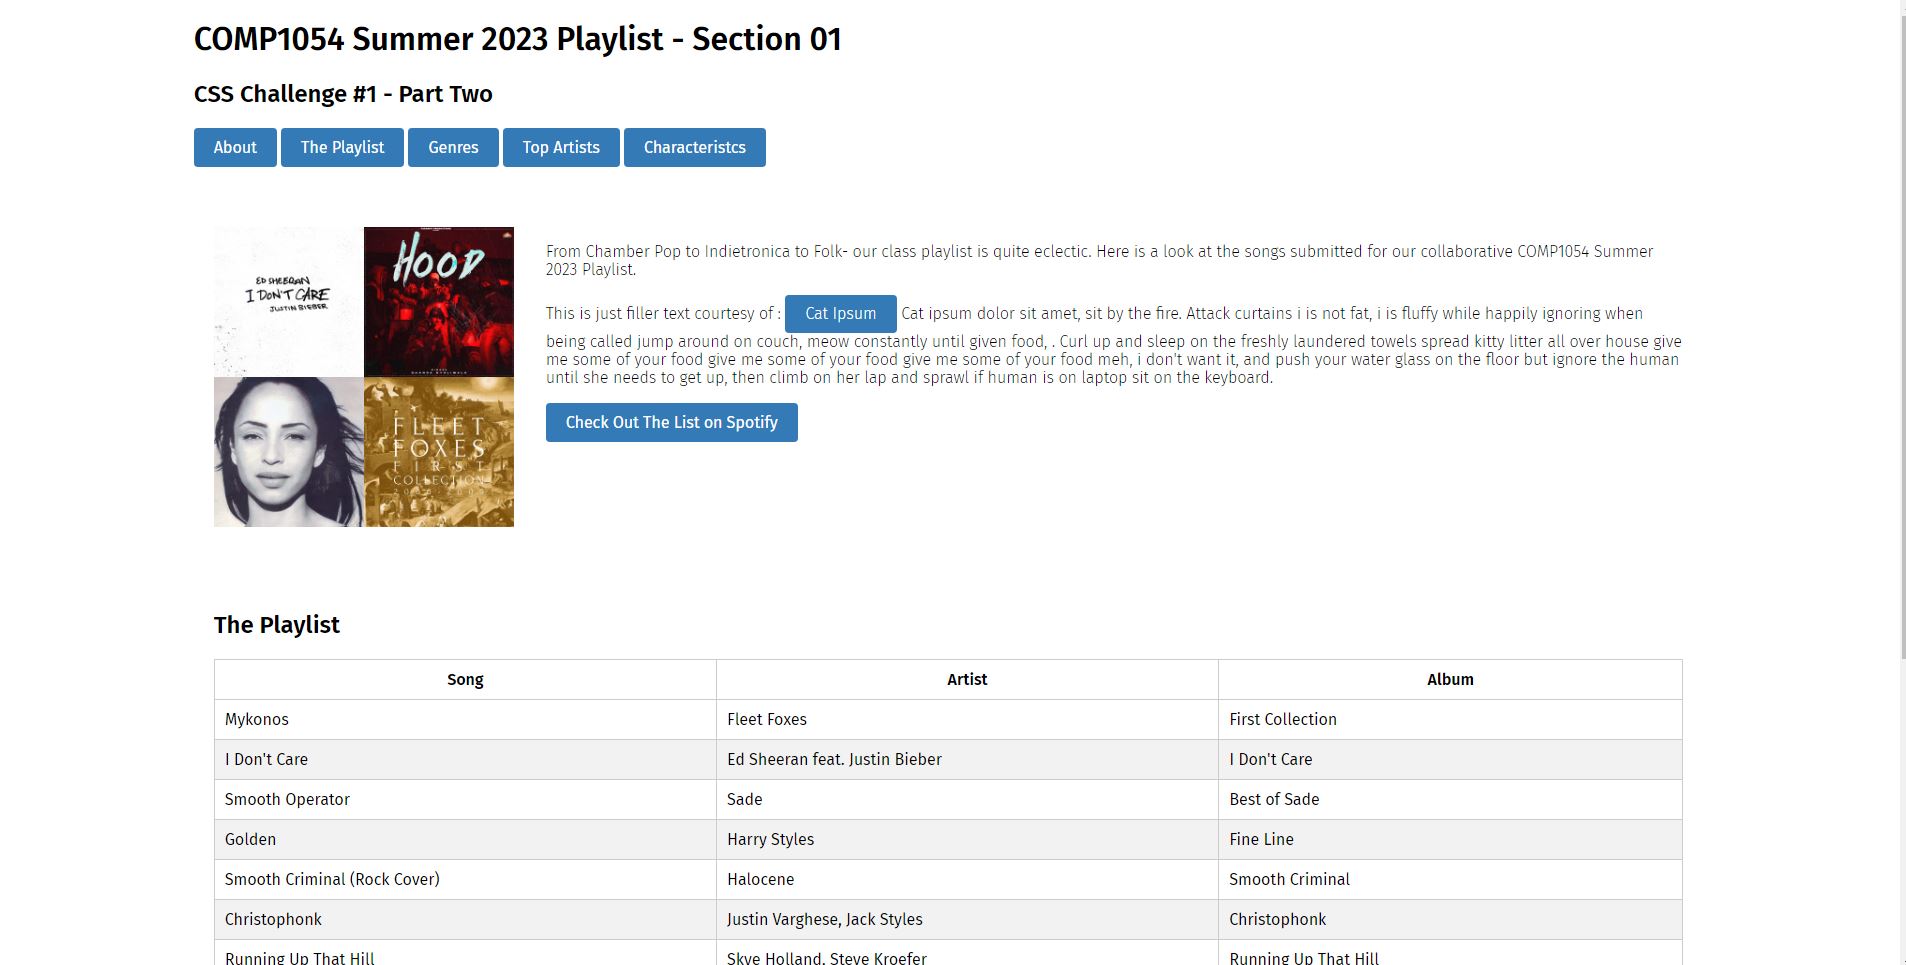 COMP1054 Summer 2023 Playlist - Section 01
CSS Challenge #1 - Part Two
About The Playlist Genres Top Artists Characteristcs
ED SHEERAN
I DON'T CARE
JUSTIN BIEBER
HOOD
FLEET
FOXES
FIRST
COLLECTION
From Chamber Pop to Indietronica to Folk- our class playlist is quite eclectic. Here is a look at the songs submitted for our collaborative COMP1054 Summer
2023 Playlist.
This is just filler text courtesy of : Cat Ipsum Cat ipsum dolor sit amet, sit by the fire. Attack curtains i is not fat, i is fluffy while happily ignoring when
being called jump around on couch, meow constantly until given food, . Curl up and sleep on the freshly laundered towels spread kitty litter all over house give
me some of your food give me some of your food give me some of your food meh, i don't want it, and push your water glass on the floor but ignore the human
until she needs to get up, then climb on her lap and sprawl if human is on laptop sit on the keyboard.
Check Out The List on Spotify
The Playlist
Song Artist Album
Mykonos Fleet Foxes First Collection
I Don't Care Ed Sheeran feat. Justin Bieber I Don't Care
Smooth Operator Sade Best of Sade
Golden Harry Styles Fine Line
Smooth Criminal (Rock Cover) Halocene Smooth Criminal
Christophonk Justin Varghese, Jack Styles Christophonk
Running Up That Hill Skye Holland, Steve Kroefer Running Up That Hill